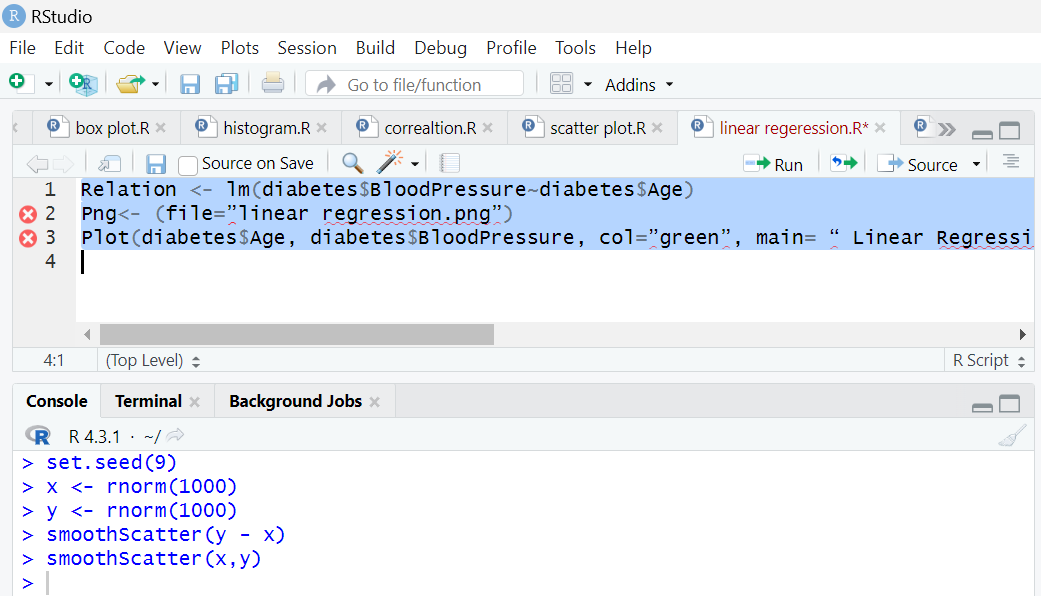 R RStudio
File Edit Code View Plots Session Build Debug Profile Tools Help
R Go to file/function Addins
R box plot.R R histogram.R R correaltion.R R scatter plot.R R linear regeression.R* R
Source on Save Run Source
1 Relation <- lm(diabetes$BloodPressure~diabetes$Age)
2 Png<- (file=”linear regression.png”)
3 Plot(diabetes$Age, diabetes$BloodPressure, col=”green”, main= “ Linear Regressi
4
4:1 (Top Level) R Script
Console Terminal Background Jobs
R R 4.3.1 · ~/
> set.seed(9)
> x <- rnorm(1000)
> y <- rnorm(1000)
> smoothScatter(y - x)
> smoothScatter(x,y)
>